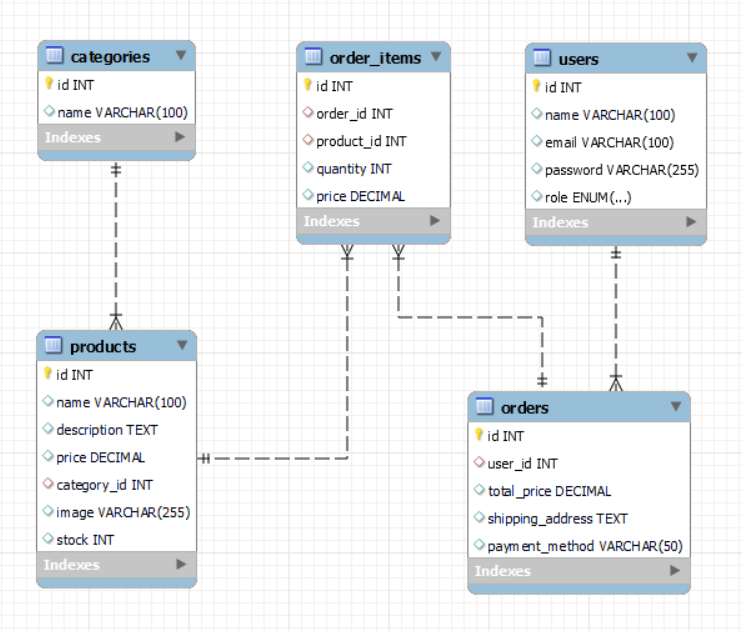 categories
id INT
name VARCHAR(100)
Indexes
order_items
id INT
order_id INT
product_id INT
quantity INT
price DECIMAL
Indexes
users
id INT
name VARCHAR(100)
email VARCHAR(100)
password VARCHAR(255)
role ENUM(...)
Indexes
products
id INT
name VARCHAR(100)
description TEXT
price DECIMAL
category_id INT
image VARCHAR(255)
stock INT
Indexes
orders
id INT
user_id INT
total_price DECIMAL
shipping_address TEXT
payment_method VARCHAR(50)
Indexes